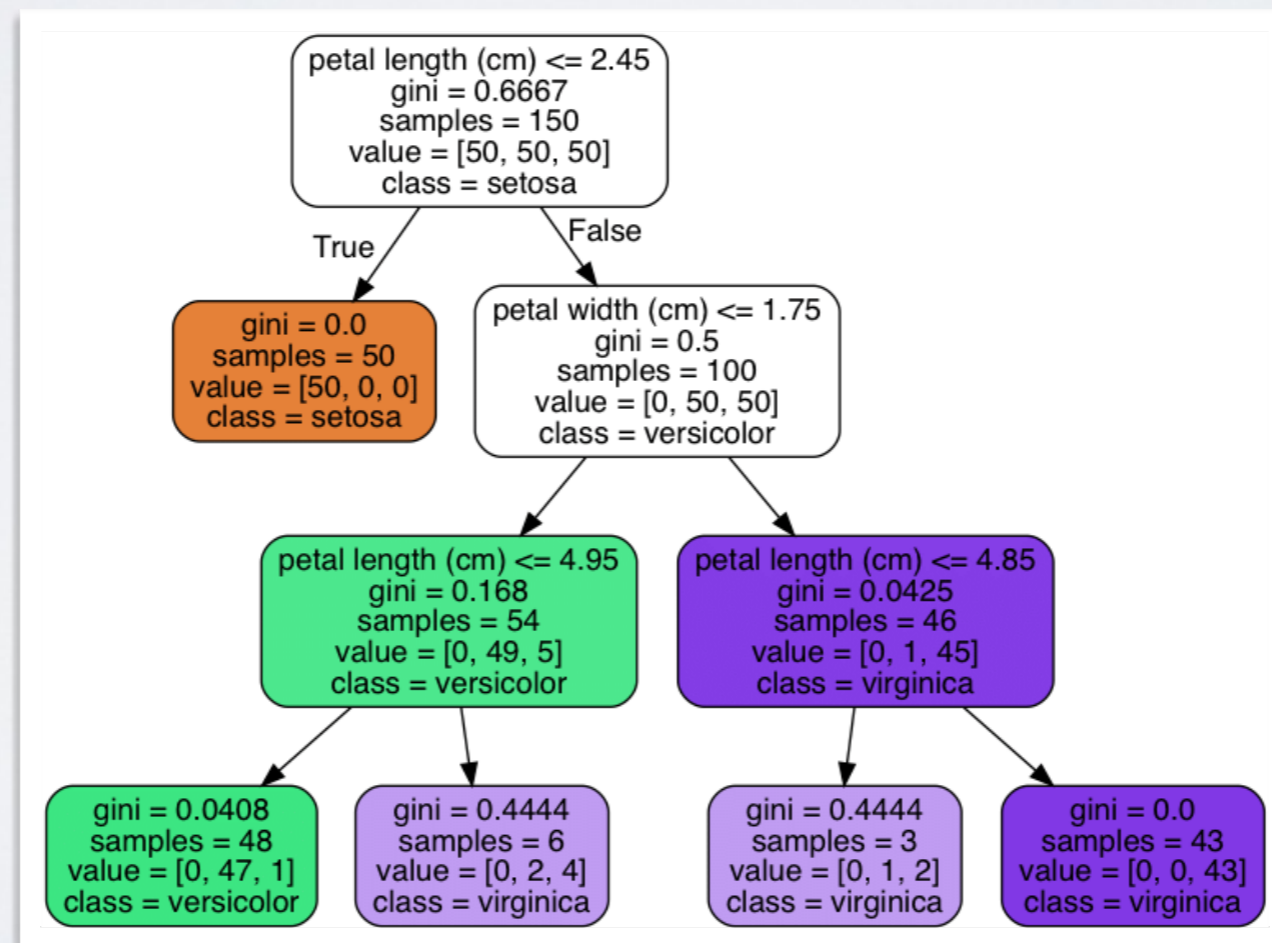 petal length (cm) <= 2.45
gini = 0.6667
samples = 150
value = [50, 50, 50]
class = setosa
True
False
gini = 0.0
samples = 50
value = [50, 0, 0]
class = setosa
petal width (cm) <= 1.75
gini = 0.5
samples = 100
value = [0, 50, 50]
class = versicolor
petal length (cm) <= 4.95
gini = 0.168
samples = 54
value = [0, 49, 5]
class = versicolor
petal length (cm) <= 4.85
gini = 0.0425
samples = 46
value = [0, 1, 45]
class = virginica
gini = 0.0408
samples = 48
value = [0, 47, 1]
class = versicolor
gini = 0.4444
samples = 6
value = [0, 2, 4]
class = virginica
gini = 0.4444
samples = 3
value = [0, 1, 2]
class = virginica
gini = 0.0
samples = 43
value = [0, 0, 43]
class = virginica